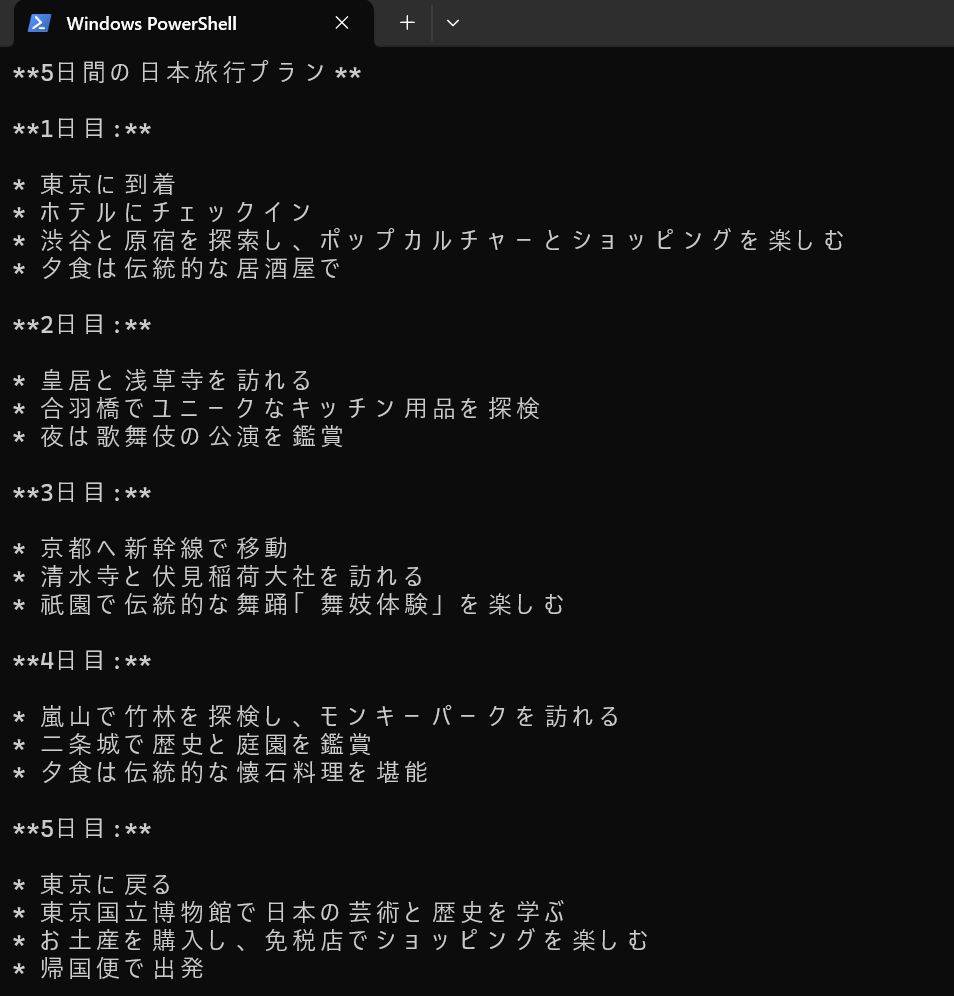 Windows PowerShell
**5日間の日本旅行プラン**
**1日目:**
* 東京に到着
* ホテルにチェックイン
* 渋谷と原宿を探索し、ポップカルチャーとショッピングを楽しむ
* 夕食は伝統的な居酒屋で
**2日目:**
* 皇居と浅草寺を訪れる
* 合羽橋でユニークなキッチン用品を探検
* 夜は歌舞伎の公演を鑑賞
**3日目:**
* 京都へ新幹線で移動
* 清水寺と伏見稲荷大社を訪れる
* 祇園で伝統的な舞踊「舞妓体験」を楽しむ
**4日目:**
* 嵐山で竹林を探検し、モンキーパークを訪れる
* 二条城で歴史と庭園を鑑賞
* 夕食は伝統的な懐石料理を堪能
**5日目:**
* 東京に戻る
* 東京国立博物館で日本の芸術と歴史を学ぶ
* お土産を購入し、免税店でショッピングを楽しむ
* 帰国便で出発